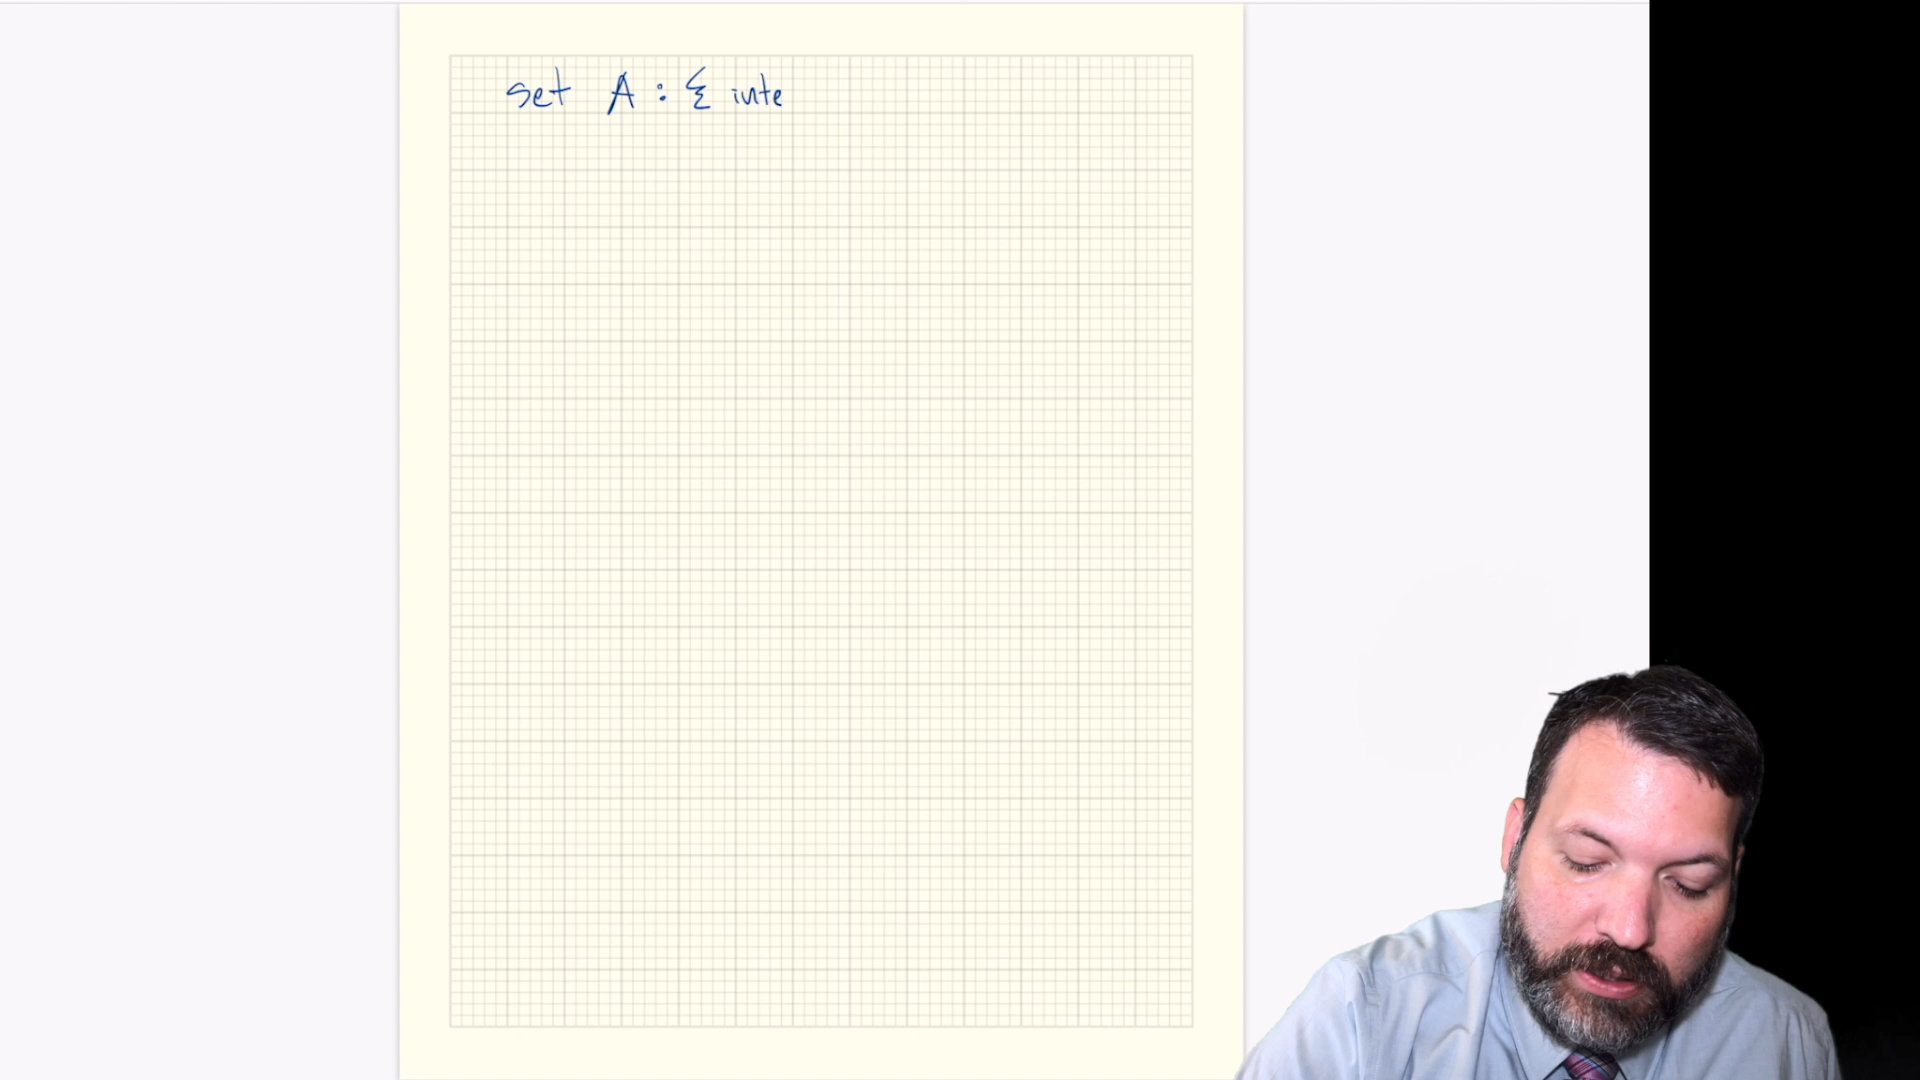 set A : { inte